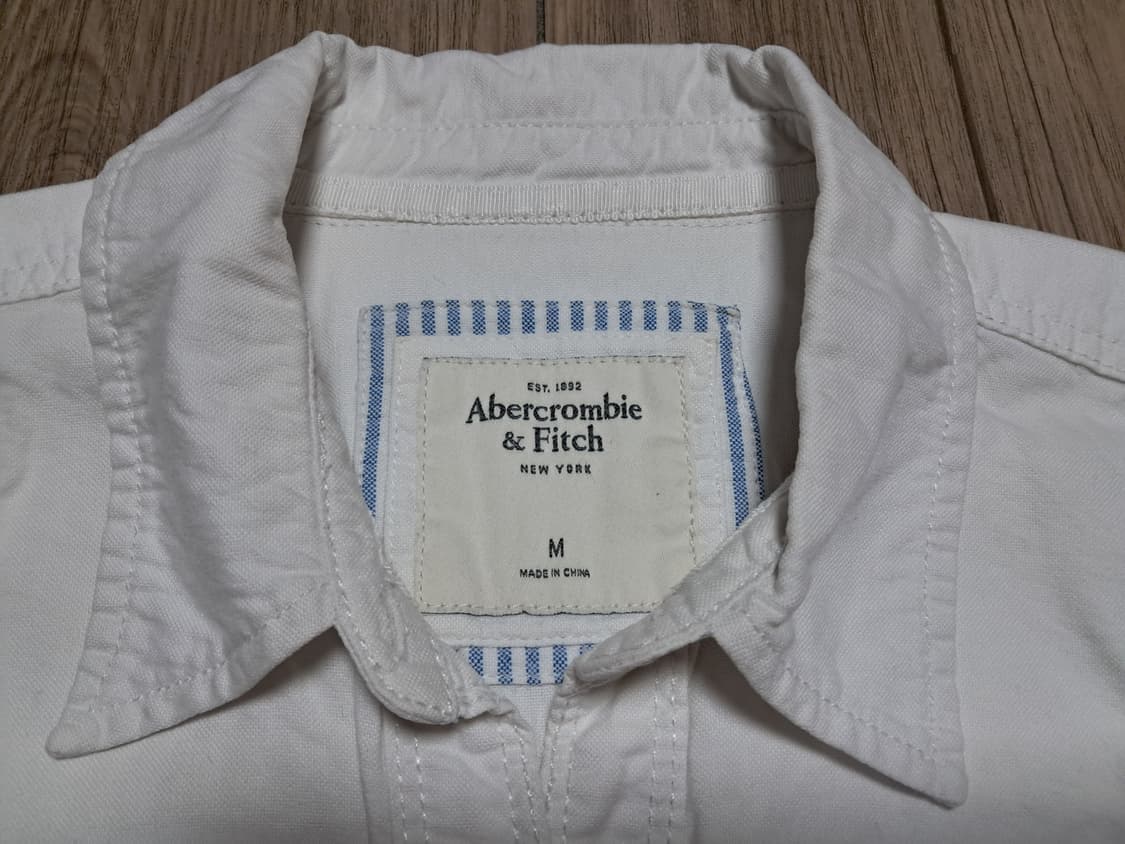 EST. 1892
Abercrombie
& Fitch
NEW YORK
M
MADE IN CHINA